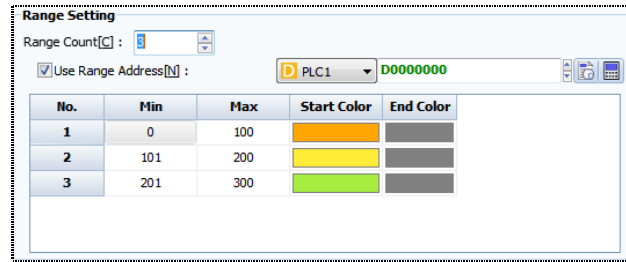 Range Setting
Range Count[C] : 3
Use Range Address[N] : D PLC1 D0000000
No. Min Max Start Color End Color
1 0 100
2 101 200
3 201 300